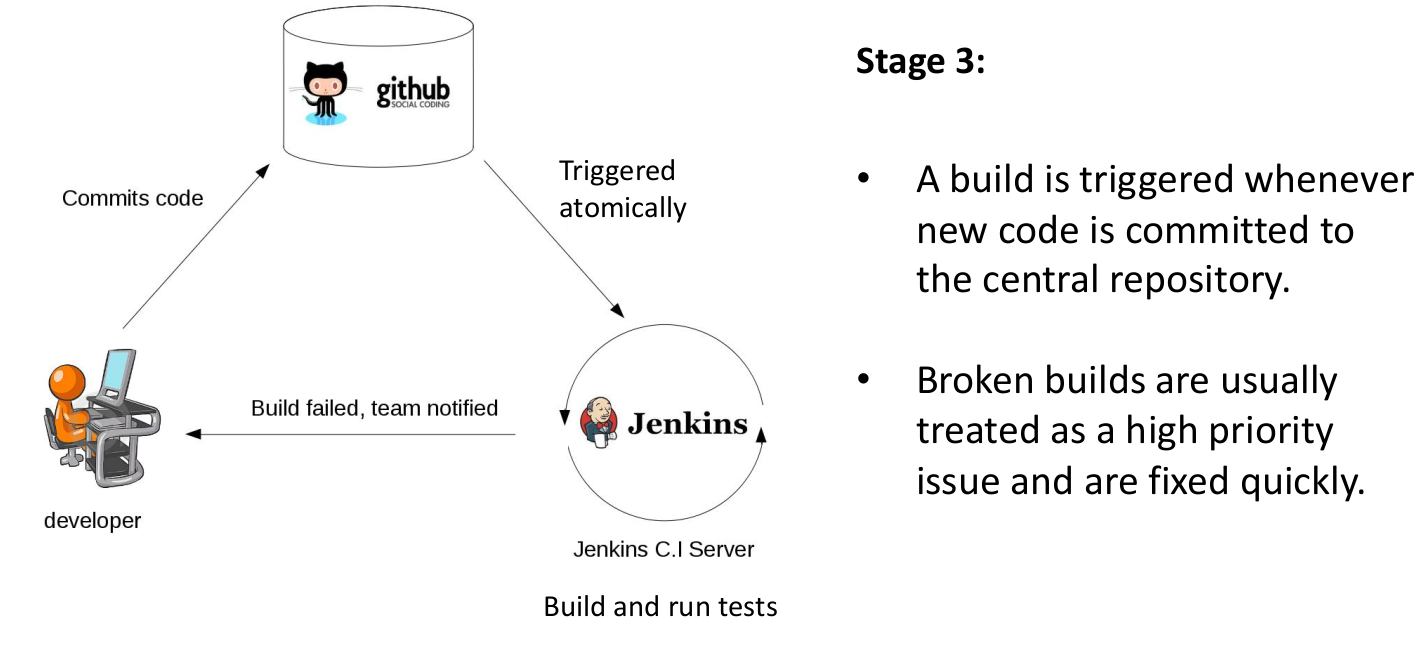 github
SOCIAL CODING
Commits code
Triggered
atomically
Build failed, team notified
Jenkins
developer
Jenkins C.I Server
Build and run tests
Stage 3:
• A build is triggered whenever
new code is committed to
the central repository.
• Broken builds are usually
treated as a high priority
issue and are fixed quickly.